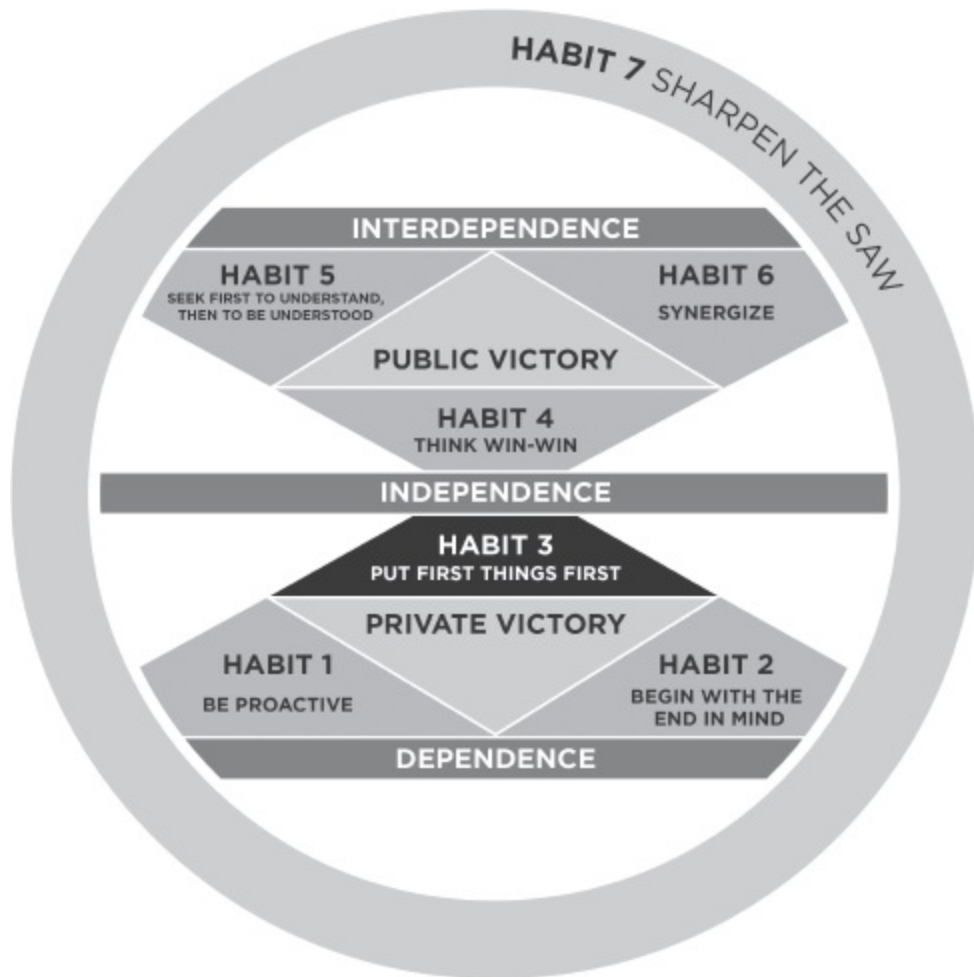 HABIT 7 SHARPEN THE SAW
INTERDEPENDENCE
HABIT 5
SEEK FIRST TO UNDERSTAND,
THEN TO BE UNDERSTOOD
HABIT 6
SYNERGIZE
PUBLIC VICTORY
HABIT 4
THINK WIN-WIN
INDEPENDENCE
HABIT 3
PUT FIRST THINGS FIRST
PRIVATE VICTORY
HABIT 1
BE PROACTIVE
HABIT 2
BEGIN WITH THE
END IN MIND
DEPENDENCE